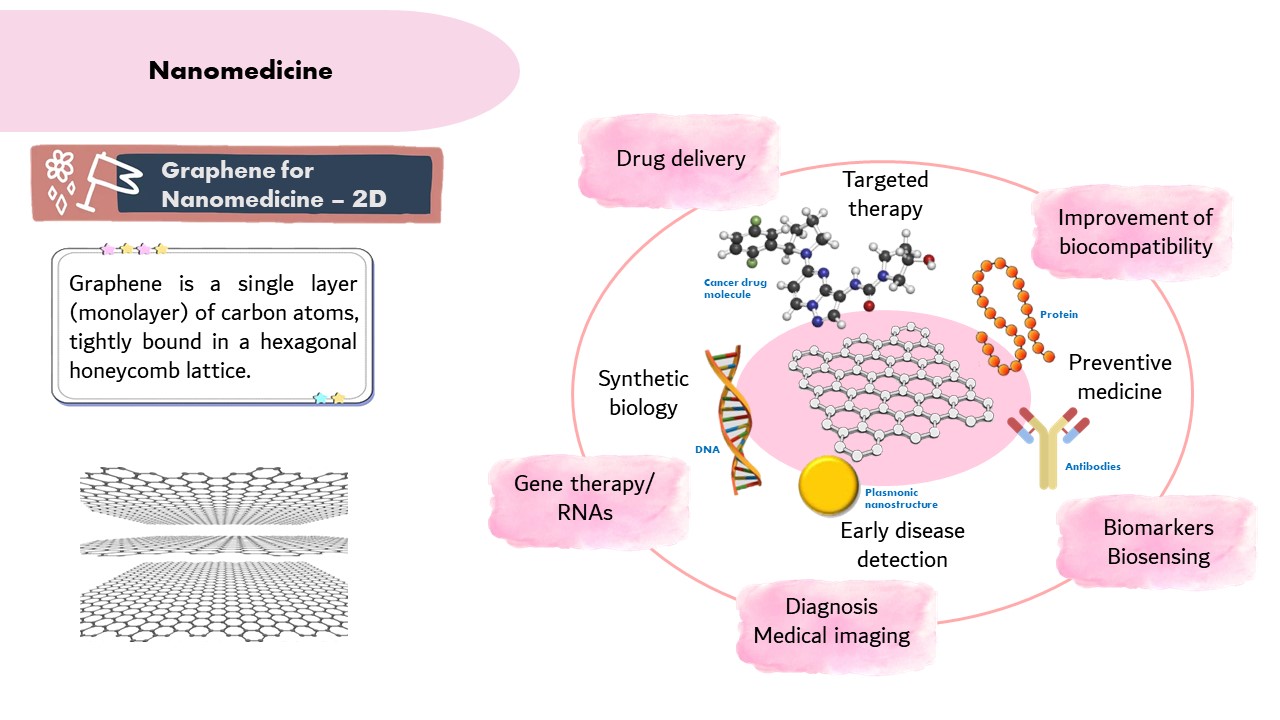 Nanomedicine
Graphene for
Nanomedicine – 2D
Graphene is a single layer
(monolayer) of carbon atoms,
tightly bound in a hexagonal
honeycomb lattice.
Drug delivery
Targeted
therapy
Improvement of
biocompatibility
Cancer drug
molecule
Protein
Preventive
medicine
Synthetic
biology
DNA
Antibodies
Gene therapy/
RNAs
Plasmonic
nanostructure
Early disease
detection
Biomarkers
Biosensing
Diagnosis
Medical imaging